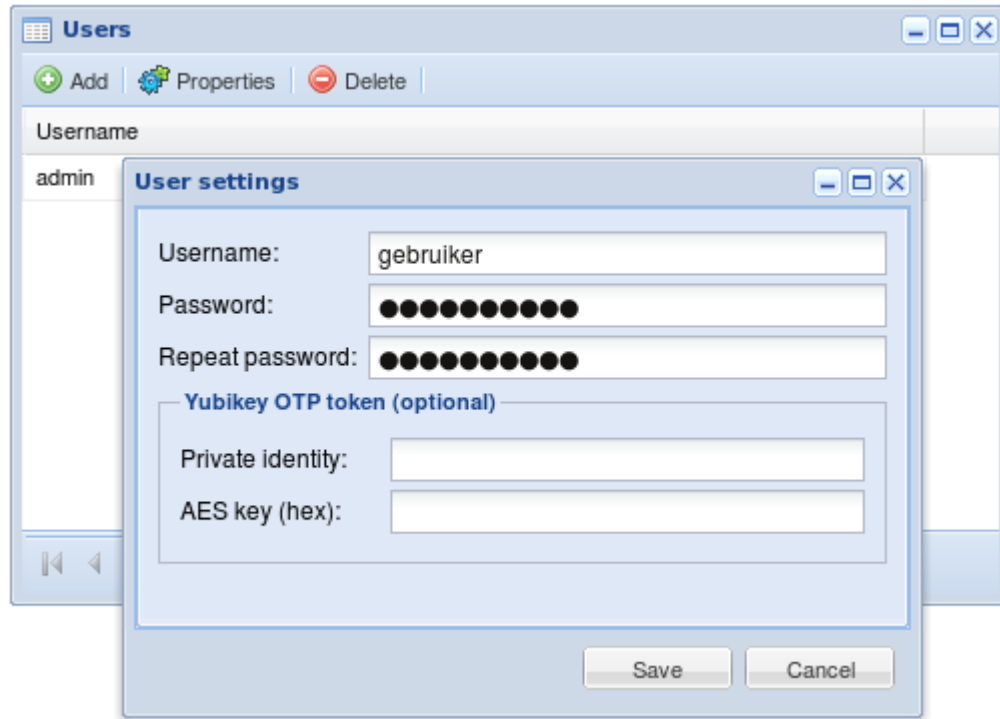 Users
Add Properties Delete
Username
admin
User settings
Username: gebruiker
Password: ●●●●●●●●●●
Repeat password: ●●●●●●●●●●
Yubikey OTP token (optional)
Private identity:
AES key (hex):
Save Cancel